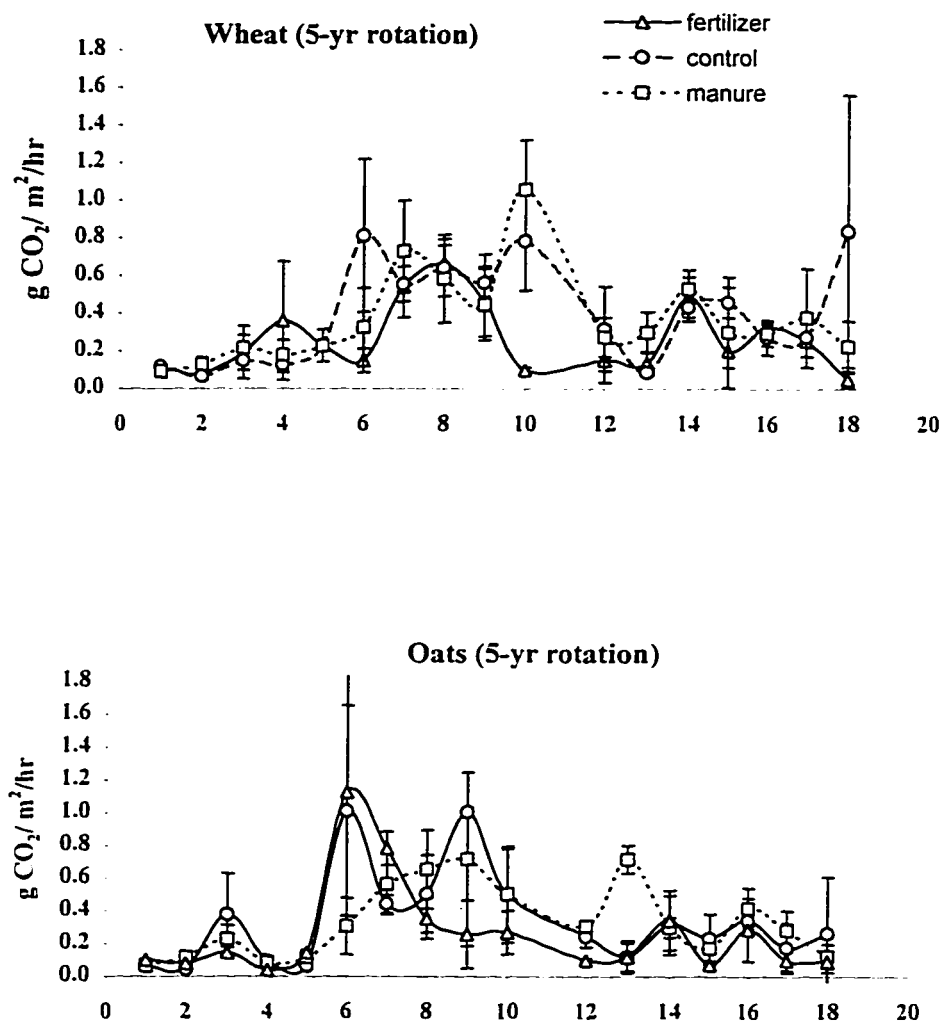 Wheat (5-yr rotation)
fertilizer
control
manure
g CO₂/ m²/hr
1.8
1.6
1.4
1.2
1.0
0.8
0.6
0.4
0.2
0.0
0 2 4 6 8 10 12 14 16 18 20
Oats (5-yr rotation)
g CO₂/ m²/hr
1.8
1.6
1.4
1.2
1.0
0.8
0.6
0.4
0.2
0.0
0 2 4 6 8 10 12 14 16 18 20